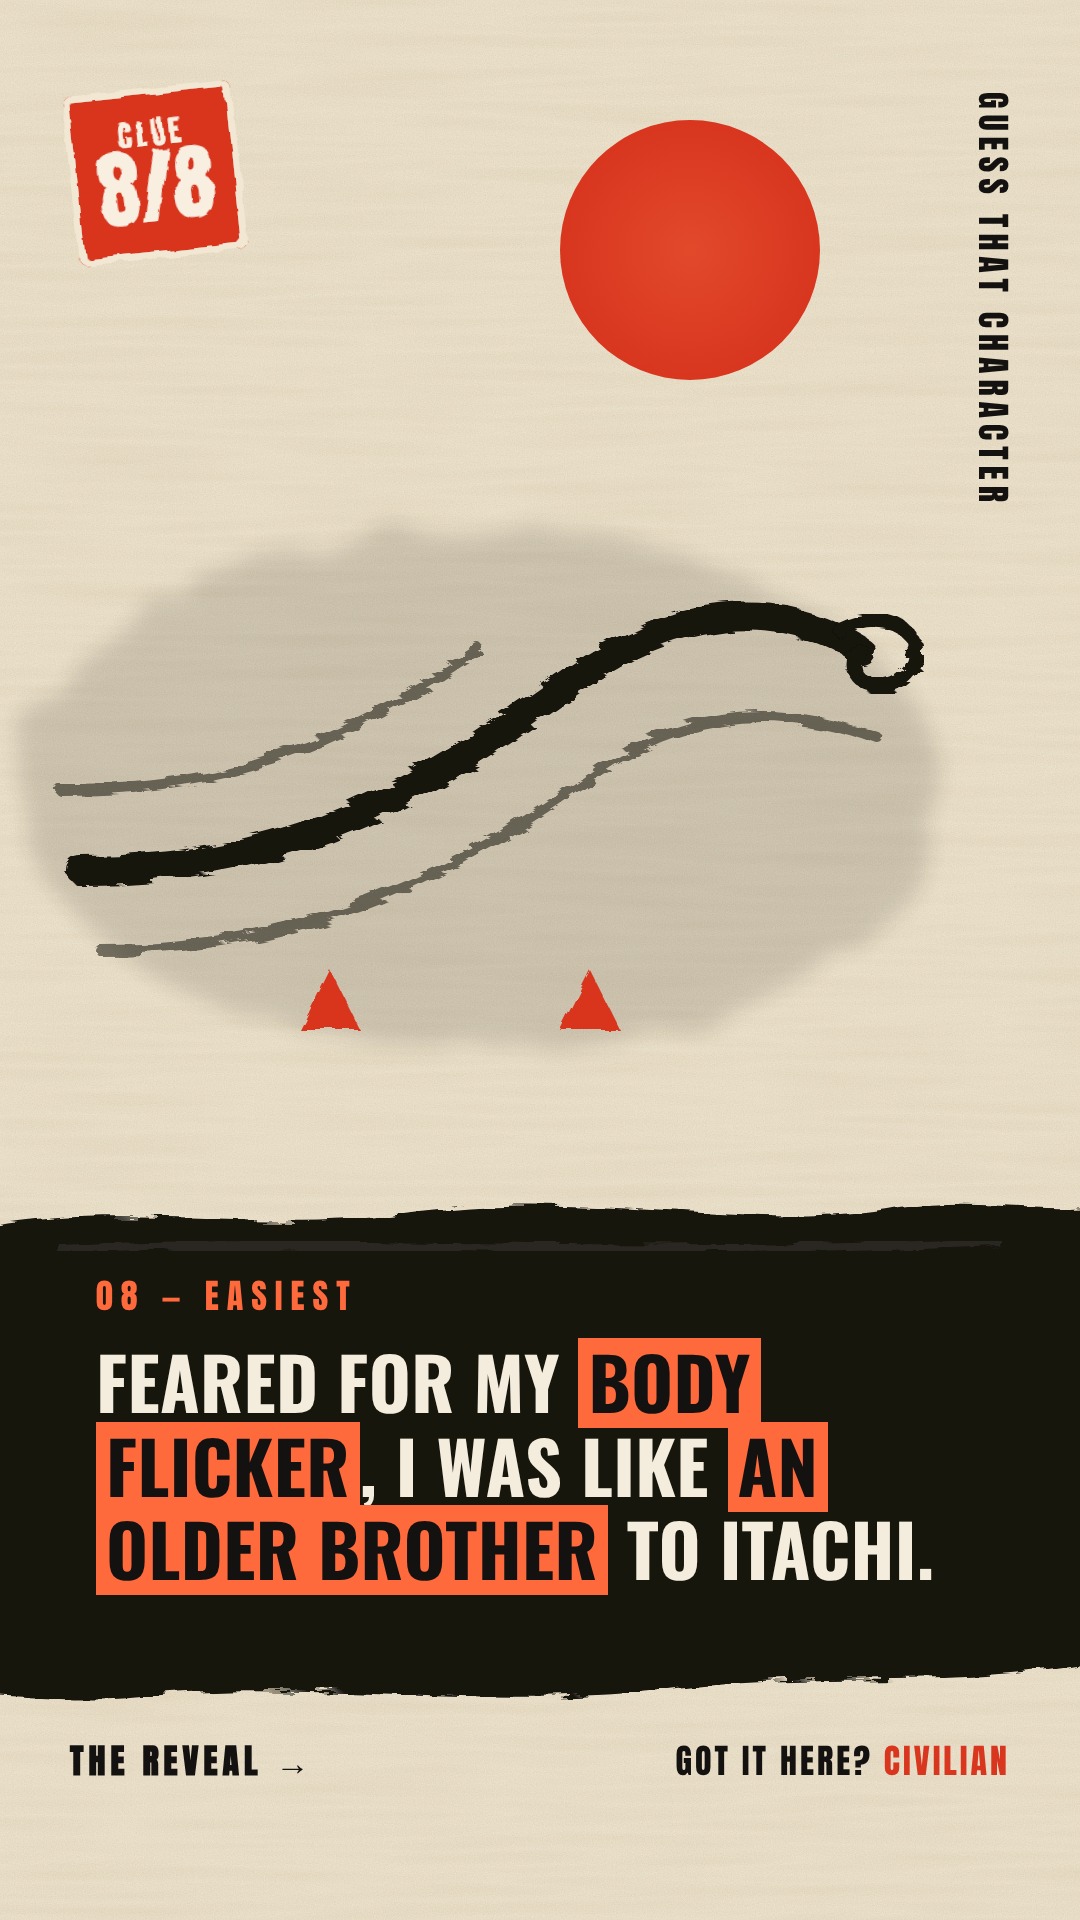 CLUE
8/8
GUESS THAT CHARACTER
08 – EASIEST
FEARED FOR MY BODY
FLICKER, I WAS LIKE AN
OLDER BROTHER TO ITACHI.
THE REVEAL →
GOT IT HERE? CIVILIAN